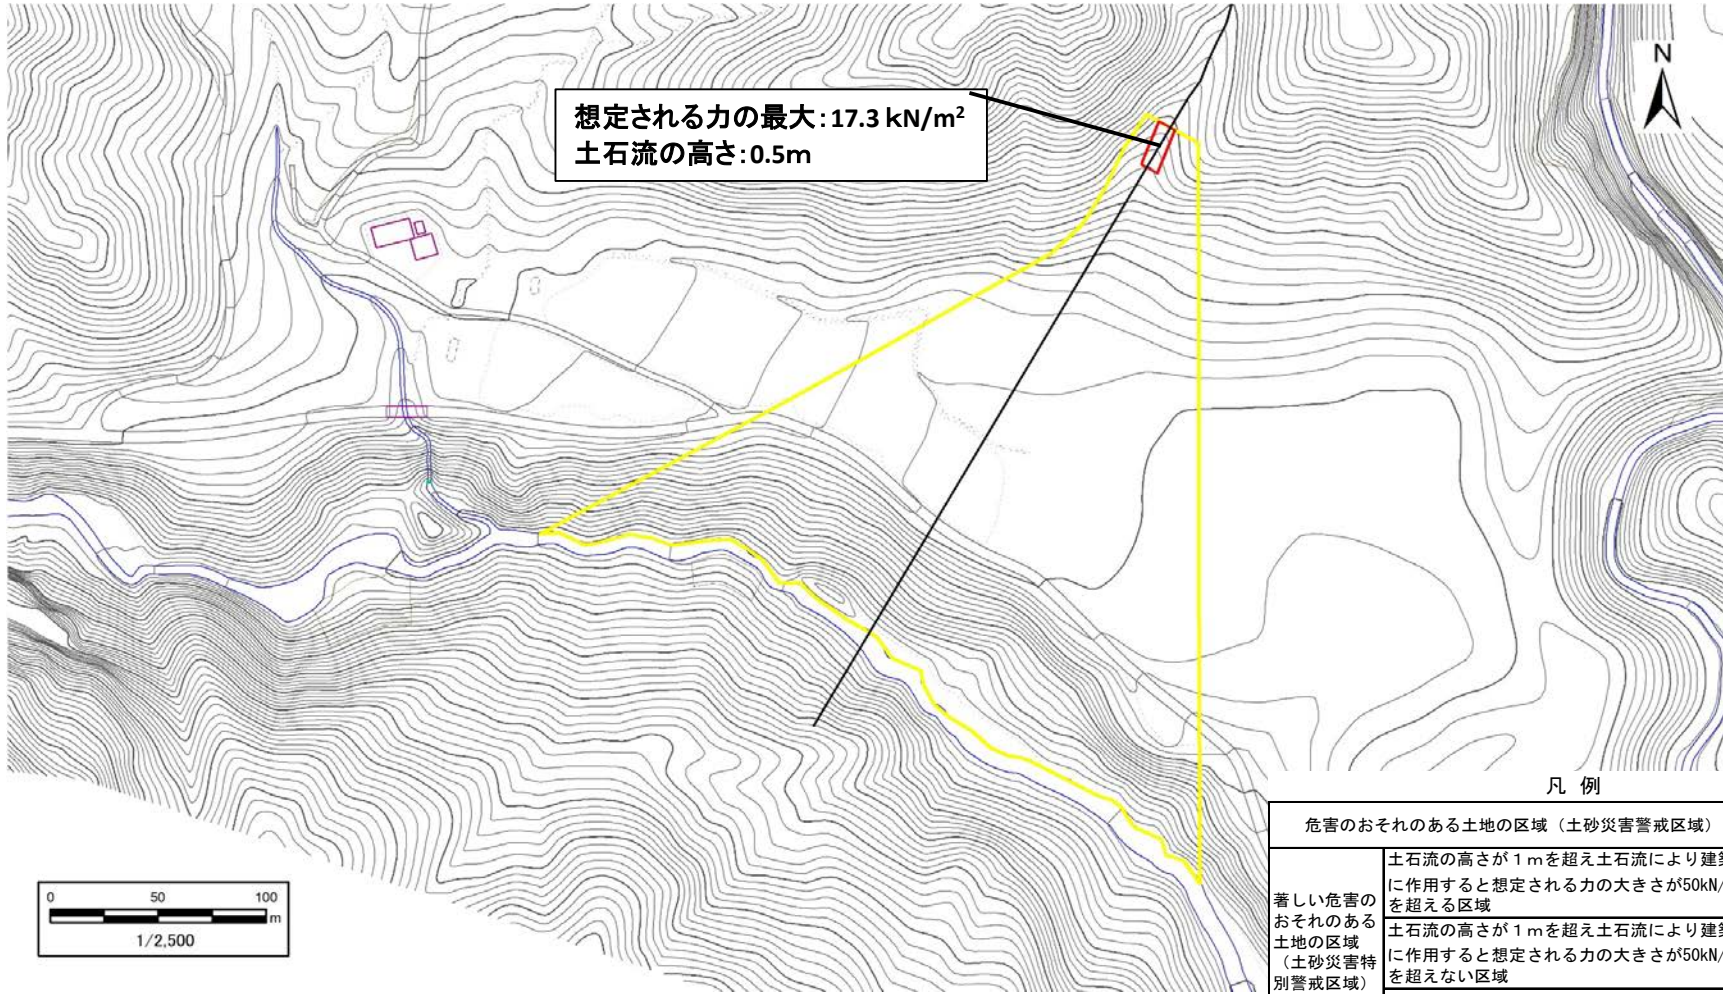 N
想定される力の最大：17.3 kN/m²
土石流の高さ：0.5m
凡 例
危害のおそれのある土地の区域（土砂災害警戒区域）
著しい危害の
おそれのある
土地の区域
（土砂災害特
別警戒区域）
土石流の高さが１ｍを超え土石流により建築
に作用すると想定される力の大きさが50kN/
を超える区域
土石流の高さが１ｍを超え土石流により建築
に作用すると想定される力の大きさが50kN/
を超えない区域
0 50 100
m
1/2,500